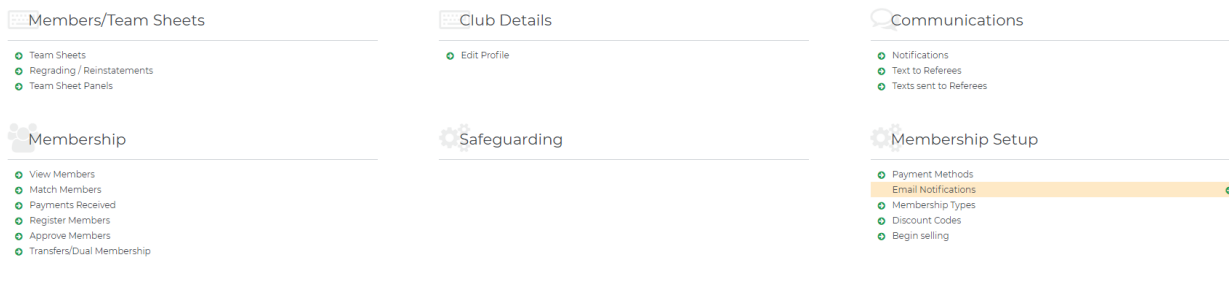 Members/Team Sheets
Team Sheets
Regrading / Reinstatements
Team Sheet Panels
Club Details
Edit Profile
Communications
Notifications
Text to Referees
Texts sent to Referees
Membership
View Members
Match Members
Payments Received
Register Members
Approve Members
Transfers/Dual Membership
Safeguarding
Membership Setup
Payment Methods
Email Notifications
Membership Types
Discount Codes
Begin selling